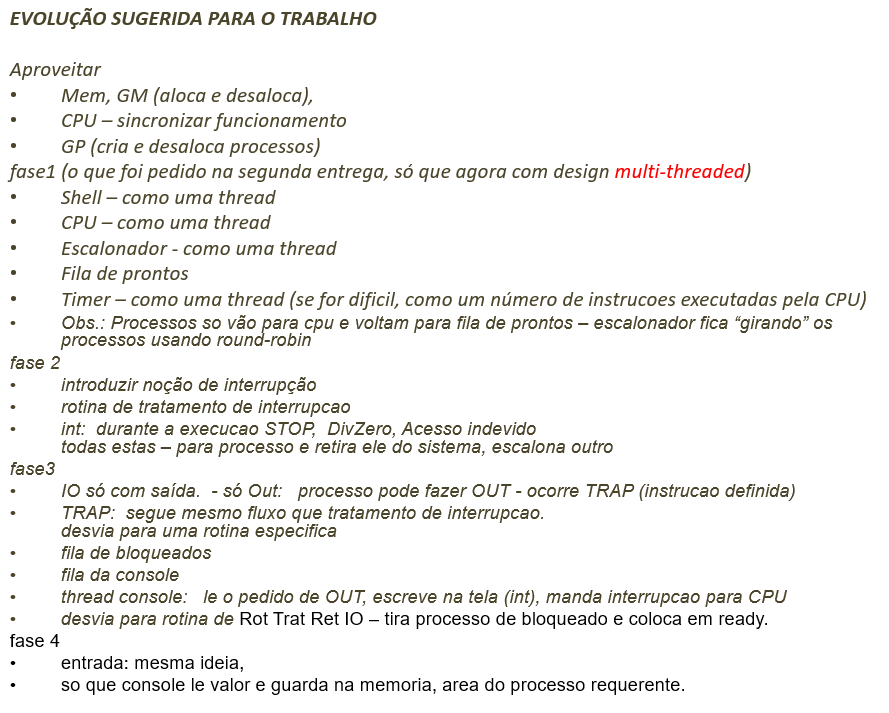 EVOLUÇÃO SUGERIDA PARA O TRABALHO
Aproveitar
• Mem, GM (aloca e desaloca),
• CPU – sincronizar funcionamento
• GP (cria e desaloca processos)
fase1 (o que foi pedido na segunda entrega, só que agora com design multi-threaded)
• Shell – como uma thread
• CPU – como uma thread
• Escalonador - como uma thread
• Fila de prontos
• Timer – como uma thread (se for dificil, como um número de instrucoes executadas pela CPU)
• Obs.: Processos so vão para cpu e voltam para fila de prontos – escalonador fica “girando” os
processos usando round-robin
fase 2
• introduzir noção de interrupção
• rotina de tratamento de interrupcao
• int: durante a execucao STOP, DivZero, Acesso indevido
todas estas – para processo e retira ele do sistema, escalona outro
fase3
• IO só com saída. - só Out: processo pode fazer OUT - ocorre TRAP (instrucao definida)
• TRAP: segue mesmo fluxo que tratamento de interrupcao.
desvia para uma rotina especifica
• fila de bloqueados
• fila da console
• thread console: le o pedido de OUT, escreve na tela (int), manda interrupcao para CPU
• desvia para rotina de Rot Trat Ret IO – tira processo de bloqueado e coloca em ready.
fase 4
• entrada: mesma ideia,
• so que console le valor e guarda na memoria, area do processo requerente.